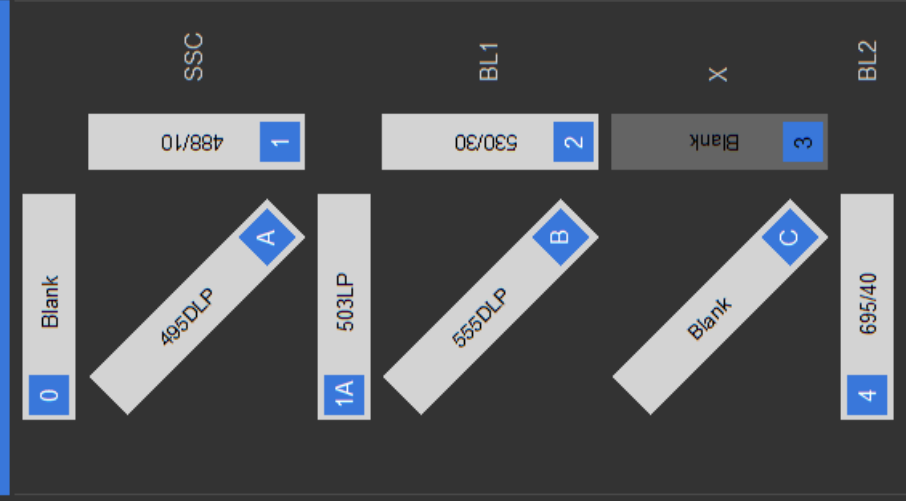 SSC
BL1
X
BL2
488/10
1
530/30
2
Blank
3
Blank
0
495DLP
A
503LP
1A
555DLP
B
Blank
C
695/40
4